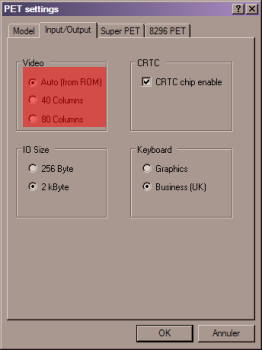 PET settings
Model Input/Output Super PET 8296 PET
Video
Auto (from ROM)
40 Columns
80 Columns
CRTC
CRTC chip enable
IO Size
256 Byte
2 kByte
Keyboard
Graphics
Business (UK)
OK Annuler